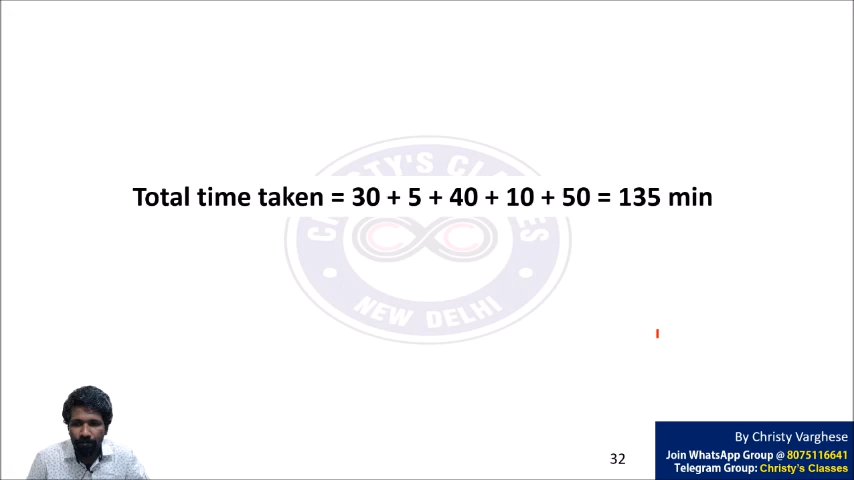 CHRISTY'S CLASSES
Total time taken = 30 + 5 + 40 + 10 + 50 = 135 min
NEW DELHI
32
By Christy Varghese
Join WhatsApp Group @ 8075116641
Telegram Group: Christy's Classes